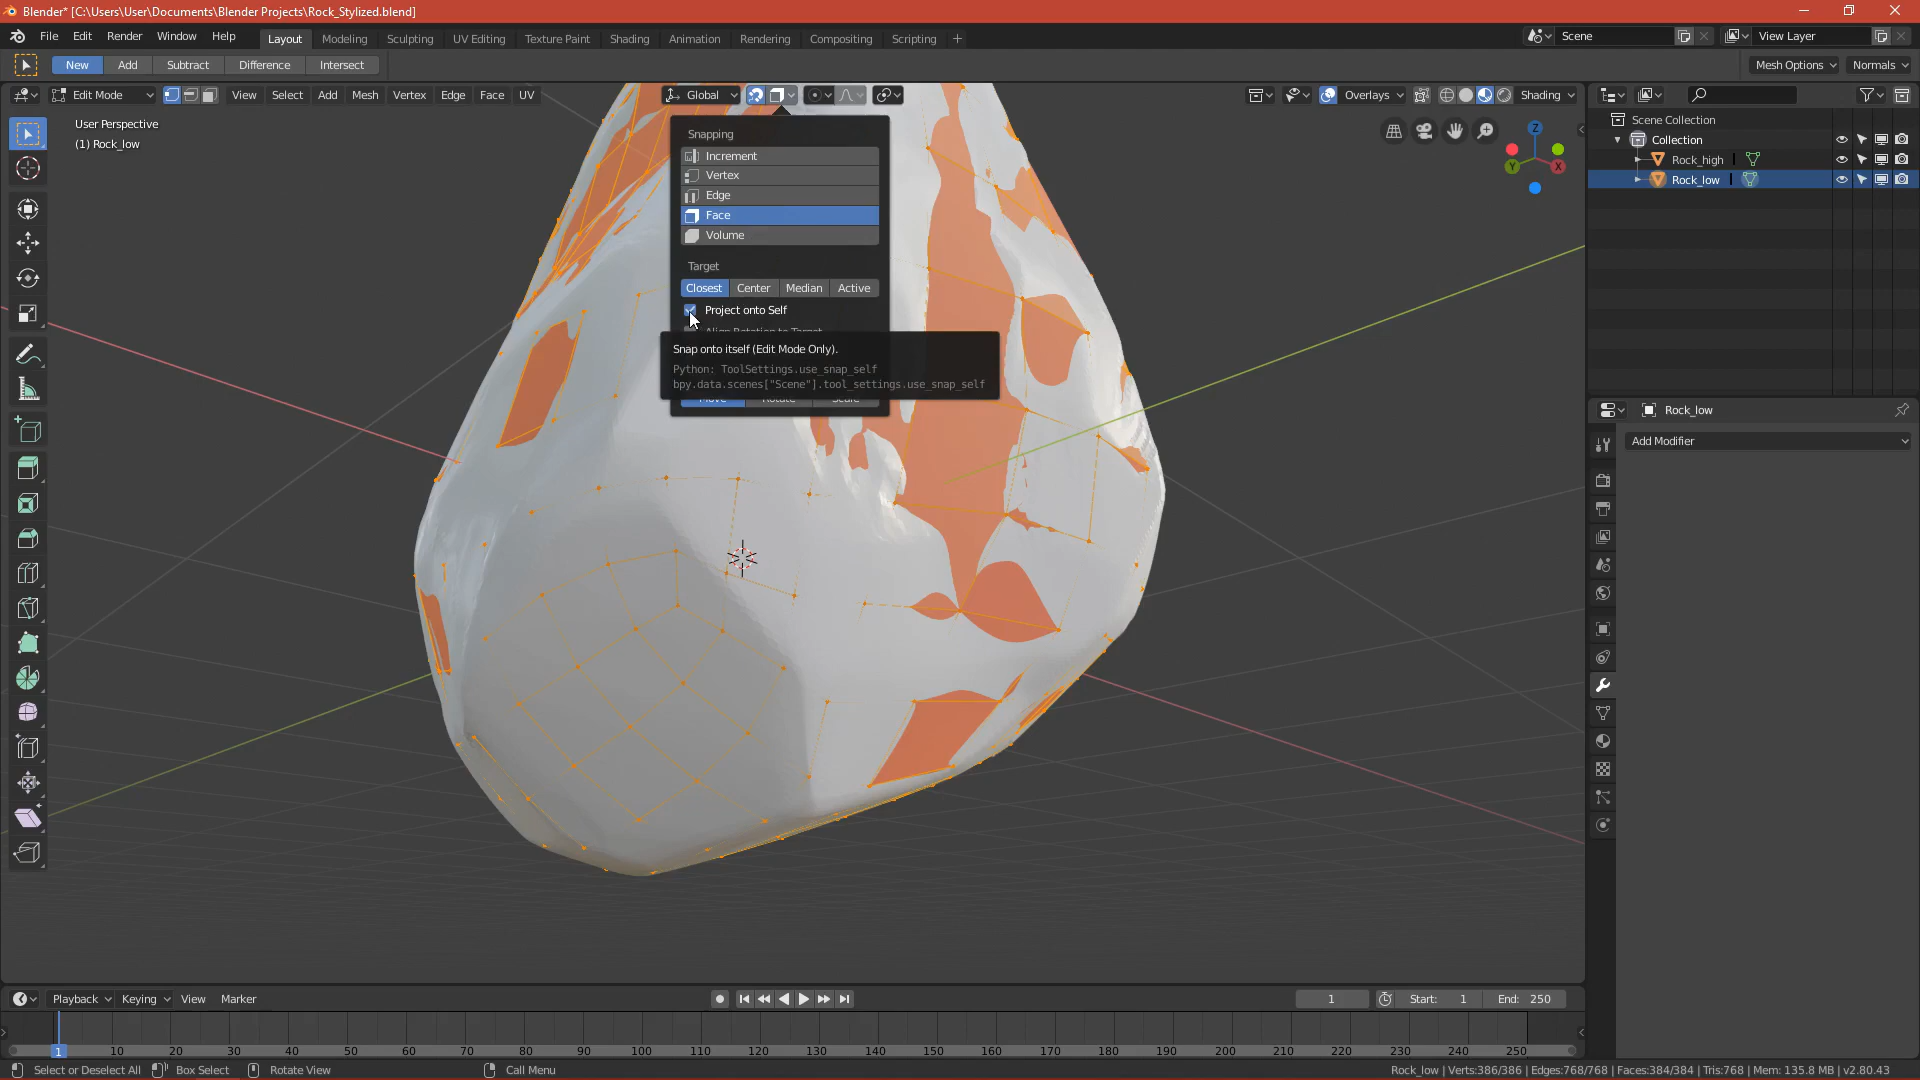 Blender* [C:\Users\User\Documents\Blender Projects\Rock_Stylized.blend]
File Edit Render Window Help Layout Modeling Sculpting UV Editing Texture Paint Shading Animation Rendering Compositing Scripting + Scene View Layer
New Add Subtract Difference Intersect Mesh Options Normals
Edit Mode View Select Add Mesh Vertex Edge Face UV Global Overlays Shading
User Perspective
(1) Rock_low
Snapping
Increment
Vertex
Edge
Face
Volume
Target
Closest Center Median Active
Project onto Self
Align Rotation to Target
Snap onto itself (Edit Mode Only).
Python: ToolSettings.use_snap_self
bpy.data.scenes["Scene"].tool_settings.use_snap_self
Move Rotate Scale
Z
Y
X
Scene Collection
Collection
Rock_high
Rock_low
Rock_low
Add Modifier
Playback Keying View Marker 1 Start: 1 End: 250
1 10 20 30 40 50 60 70 80 90 100 110 120 130 140 150 160 170 180 190 200 210 220 230 240 250
Select or Deselect All Box Select Rotate View Call Menu Rock_low | Verts:386/386 | Edges:768/768 | Faces:384/384 | Tris:768 | Mem: 135.8 MB | v2.80.43